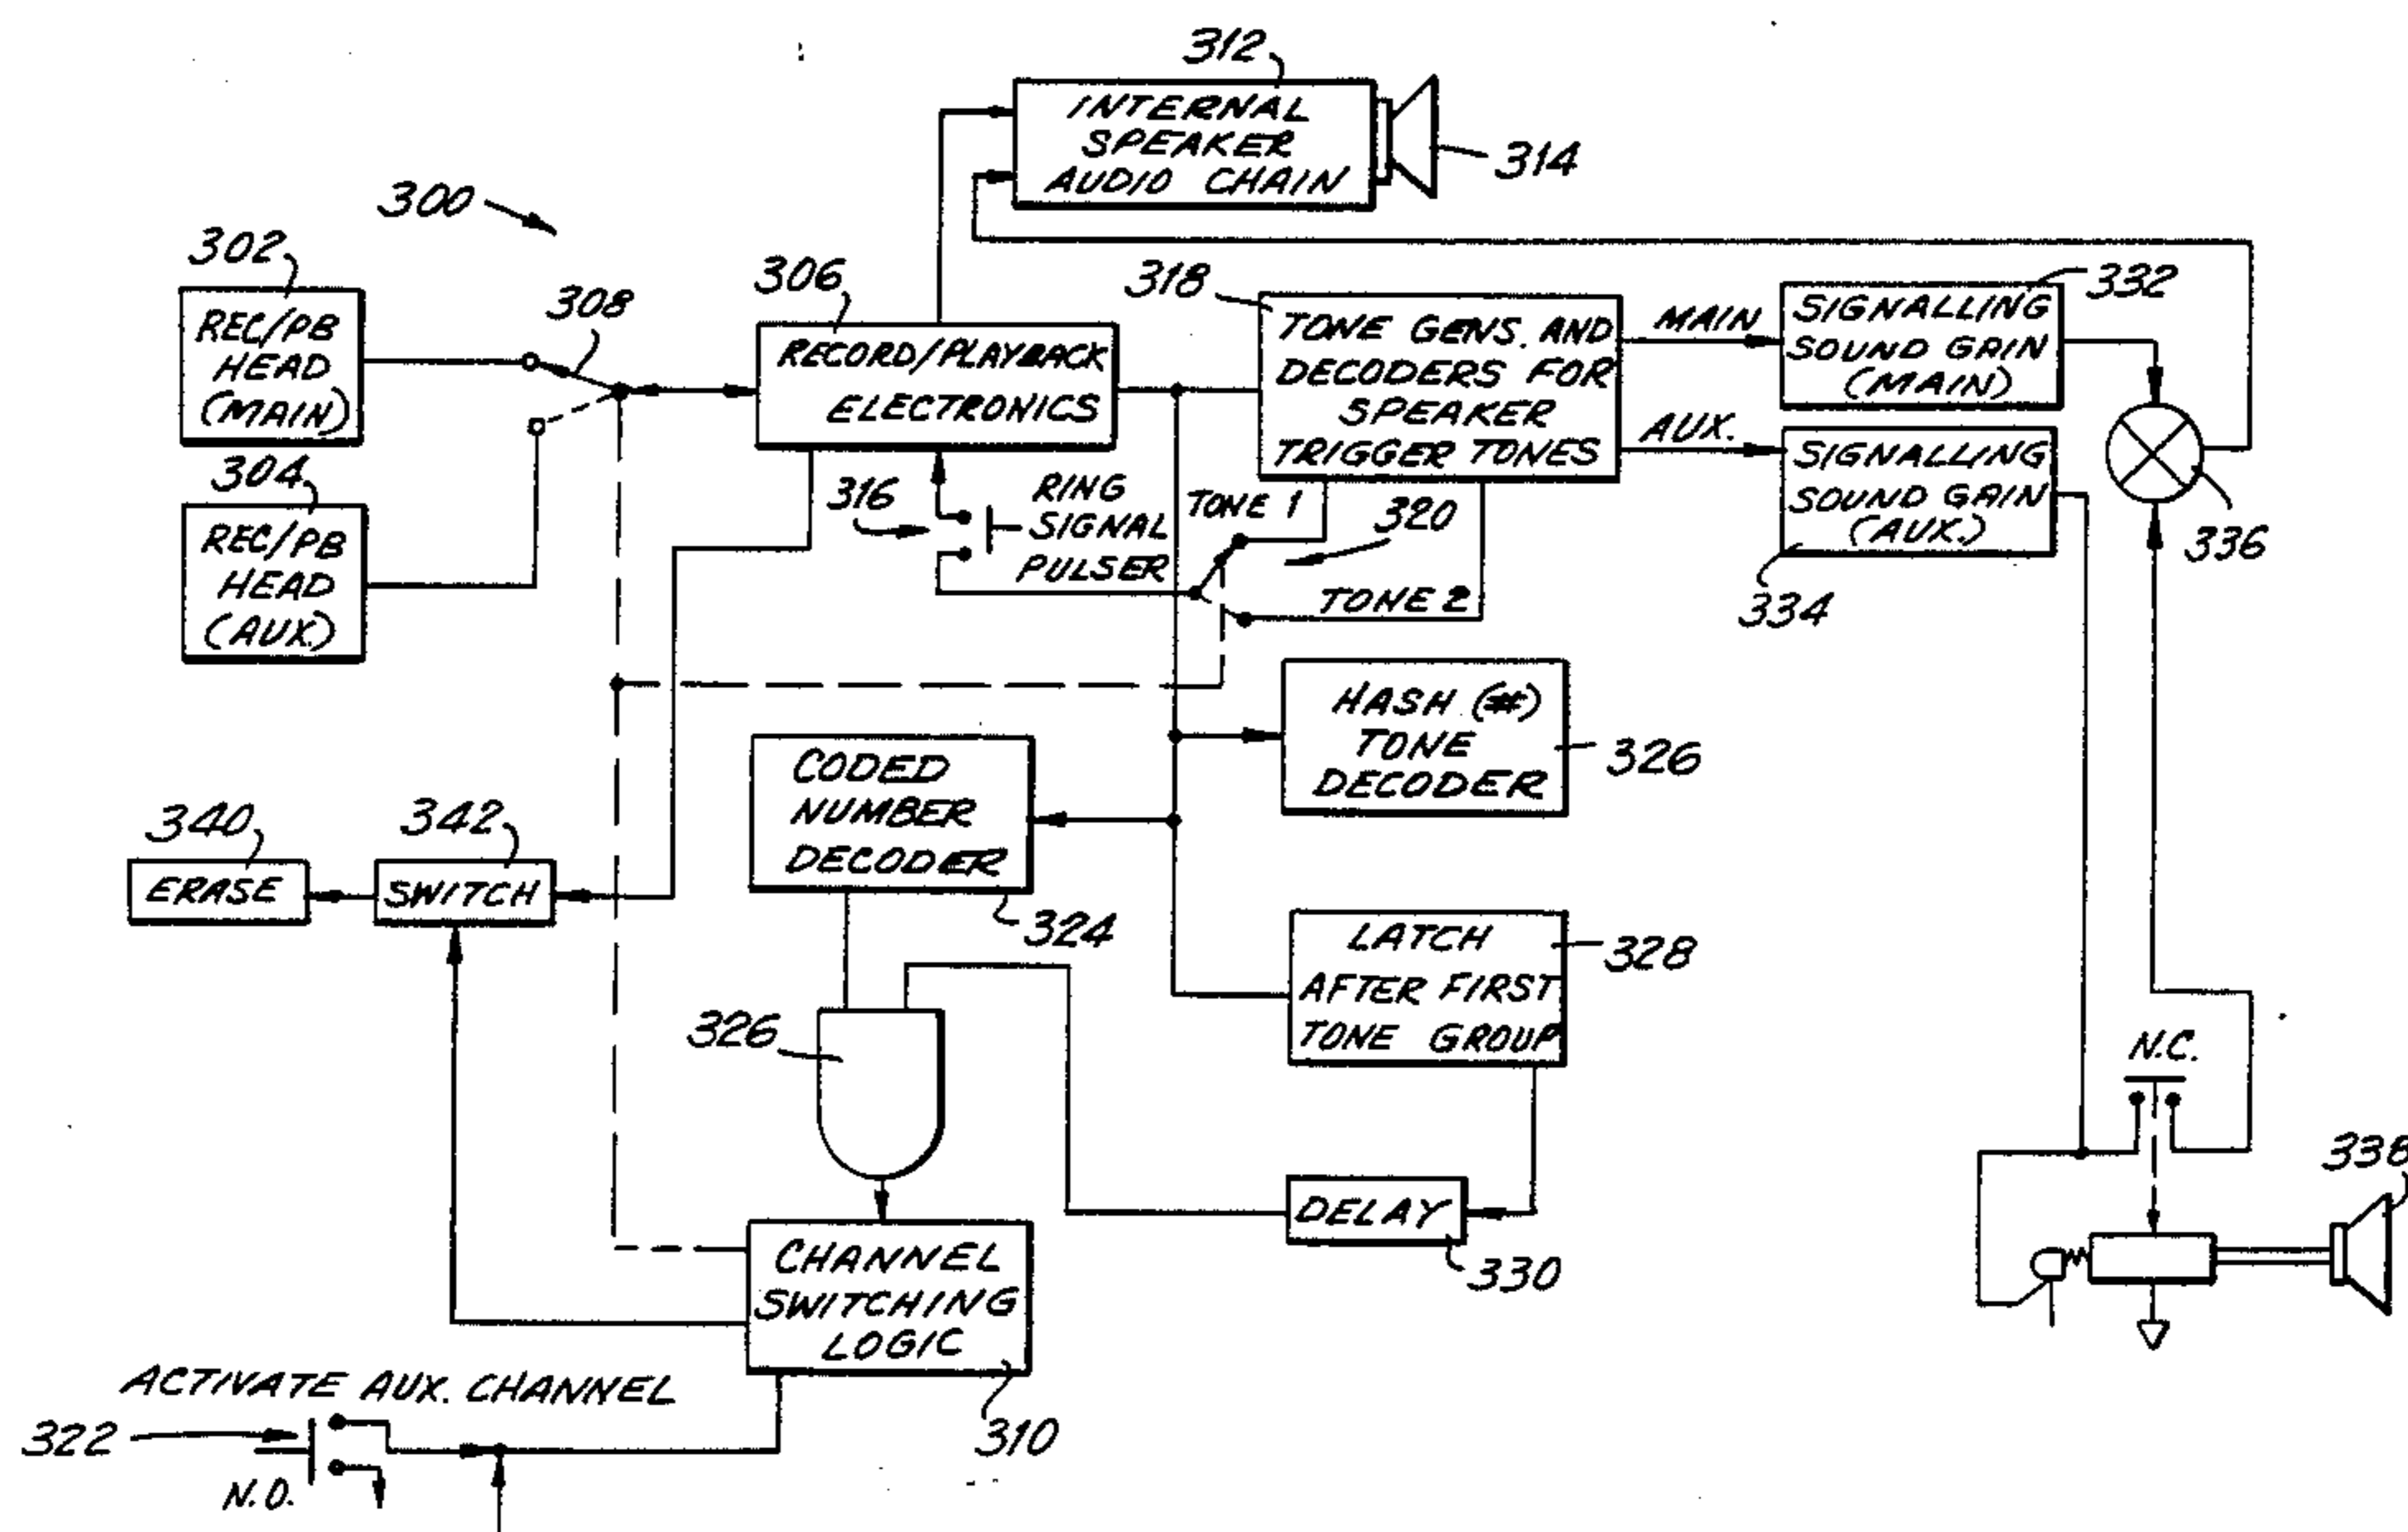 312
INTERNAL
SPEAKER
AUDIO CHAIN
314
300
302
REC/PB
HEAD
(MAIN)
308
306
RECORD/PLAYBACK
ELECTRONICS
318
TONE GENS. AND
DECODERS FOR
SPEAKER
TRIGGER TONES
MAIN
AUX.
332
SIGNALLING
SOUND GAIN
(MAIN)
SIGNALLING
SOUND GAIN
(AUX.)
334
336
304
REC/PB
HEAD
(AUX.)
316
RING
SIGNAL
PULSER
TONE 1
320
TONE 2
HASH (#)
TONE
DECODER
326
CODED
NUMBER
DECODER
324
340
ERASE
342
SWITCH
LATCH
AFTER FIRST
TONE GROUP
328
326
N.C.
338
DELAY
330
CHANNEL
SWITCHING
LOGIC
310
ACTIVATE AUX. CHANNEL
322
N.O.